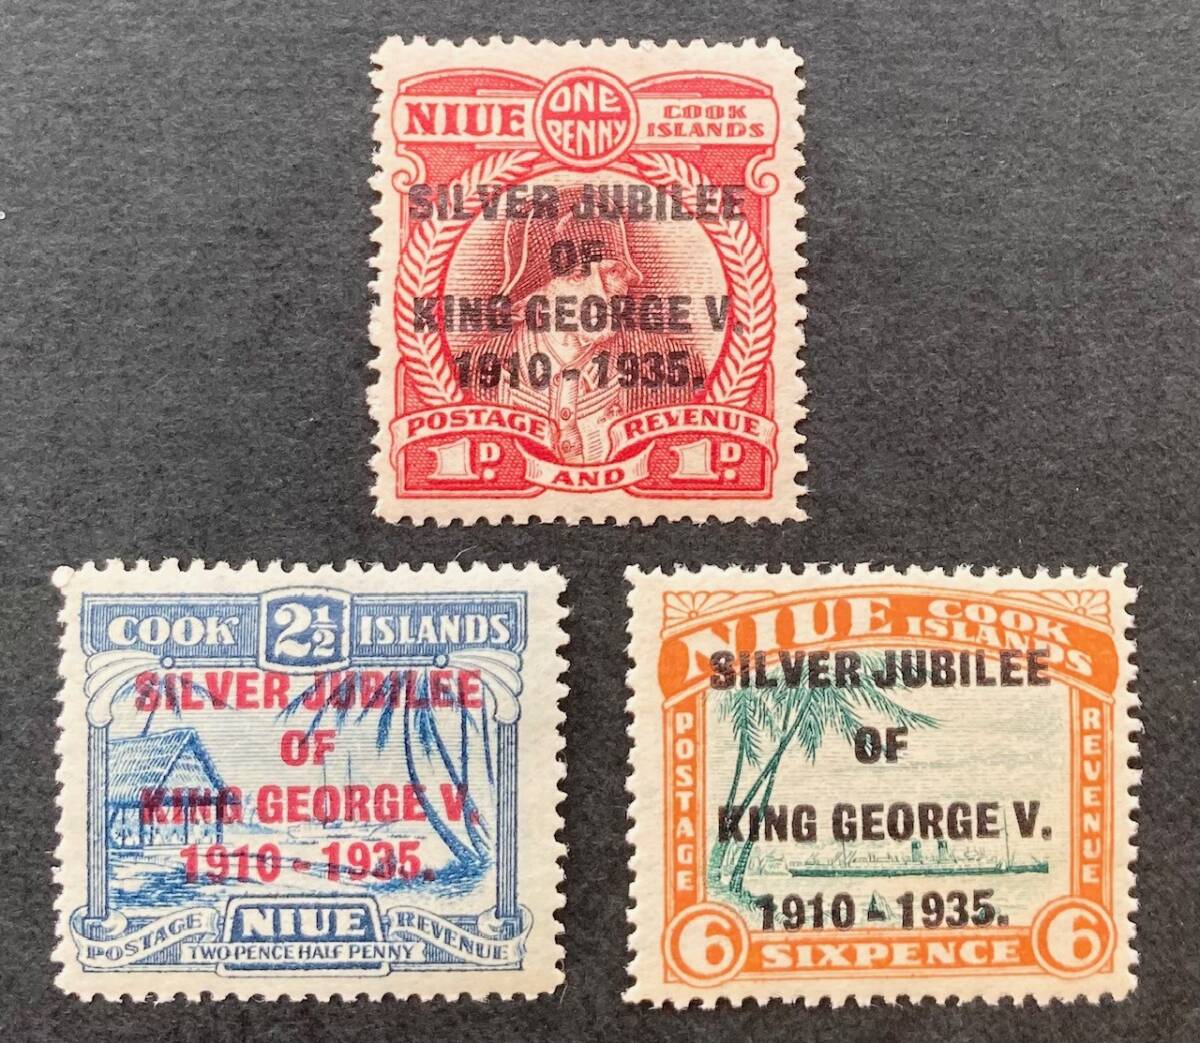 NIUE ONE PENNY COOK ISLANDS
SILVER JUBILEE
OF
KING GEORGE V.
1910 - 1935.
POSTAGE AND REVENUE
1D. 1D.
COOK 2½ ISLANDS
SILVER JUBILEE
OF
KING GEORGE V.
1910 - 1935.
POSTAGE NIUE REVENUE
TWO PENCE HALF PENNY
NIUE COOK ISLANDS
SILVER JUBILEE
OF
KING GEORGE V.
1910 - 1935.
POSTAGE
REVENUE
6 SIXPENCE 6